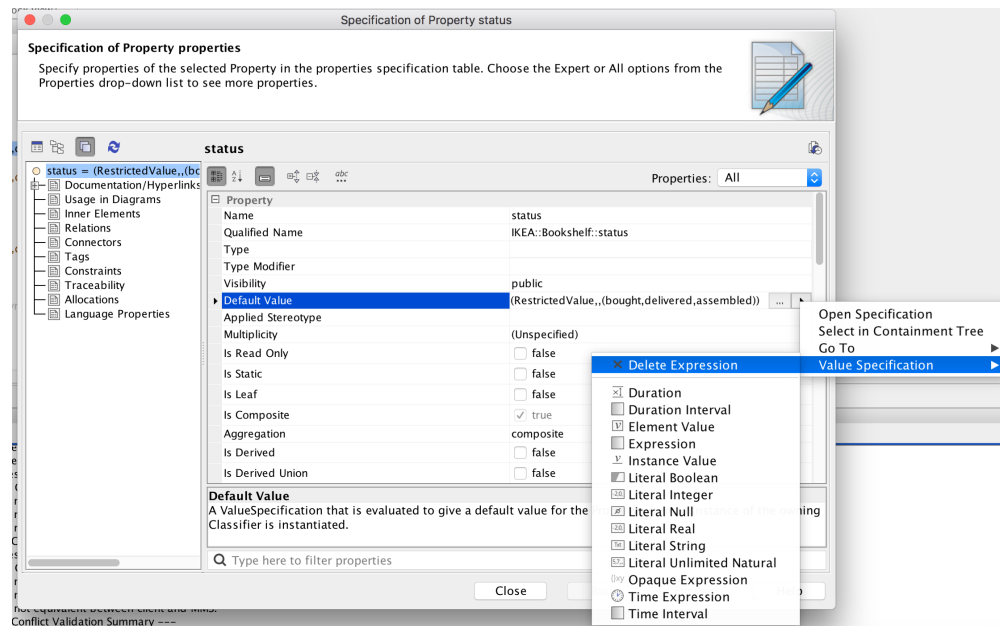 Specification of Property status
Specification of Property properties
Specify properties of the selected Property in the properties specification table. Choose the Expert or All options from the
Properties drop-down list to see more properties.
status
status = (RestrictedValue,,(bo
Documentation/Hyperlinks
Usage in Diagrams
Inner Elements
Relations
Connectors
Tags
Constraints
Traceability
Allocations
Language Properties
Properties: All
Property
Name status
Qualified Name IKEA::Bookshelf::status
Type
Type Modifier
Visibility public
Default Value (RestrictedValue,,(bought,delivered,assembled)) ...
Applied Stereotype
Multiplicity (Unspecified)
Is Read Only false
Is Static false
Is Leaf false
Is Composite true
Aggregation composite
Is Derived false
Is Derived Union false
Default Value
A ValueSpecification that is evaluated to give a default value for the
Classifier is instantiated.
Type here to filter properties
Close
Open Specification
Select in Containment Tree
Go To
Value Specification
Delete Expression
Duration
Duration Interval
Element Value
Expression
Instance Value
Literal Boolean
Literal Integer
Literal Null
Literal Real
Literal String
Literal Unlimited Natural
Opaque Expression
Time Expression
Time Interval
not equivalent between client and MMS.
Conflict Validation Summary ---